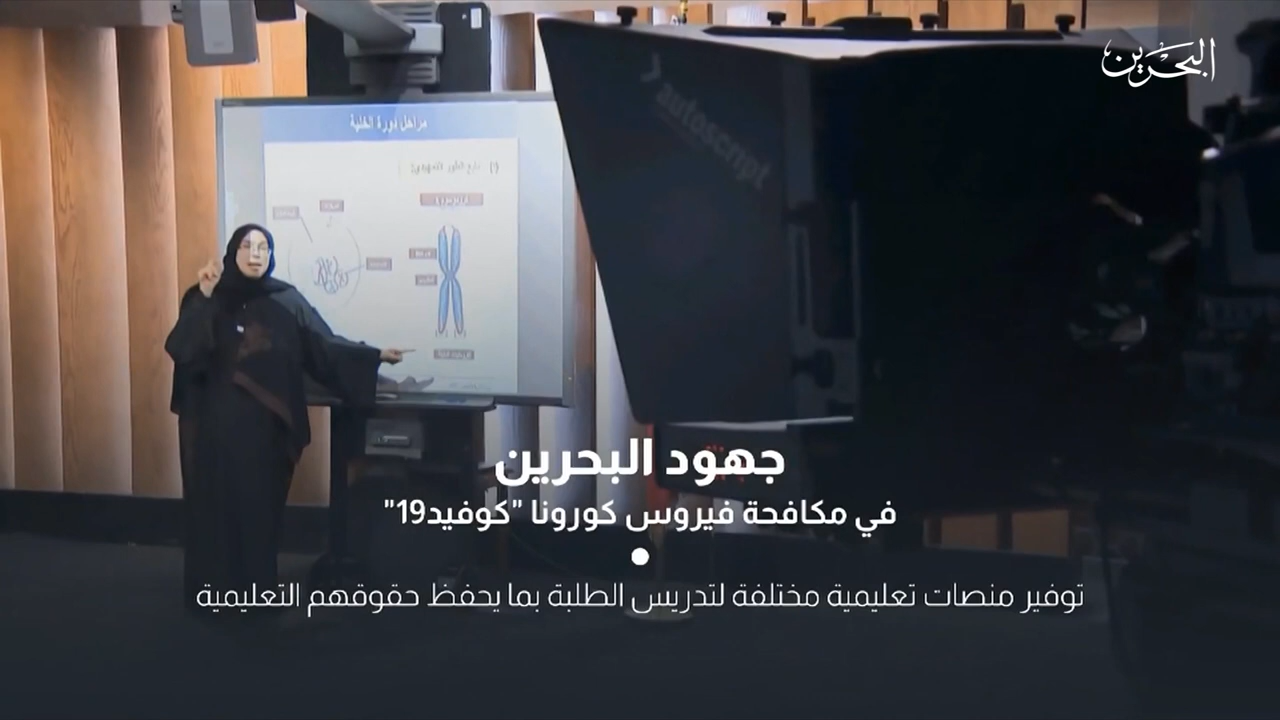 البحرين
autoscript
مراحل دورة الخلية
جهود البحرين
في مكافحة فيروس كورونا "كوفيد19"
توفير منصات تعليمية مختلفة لتدريس الطلبة بما يحفظ حقوقهم التعليمية